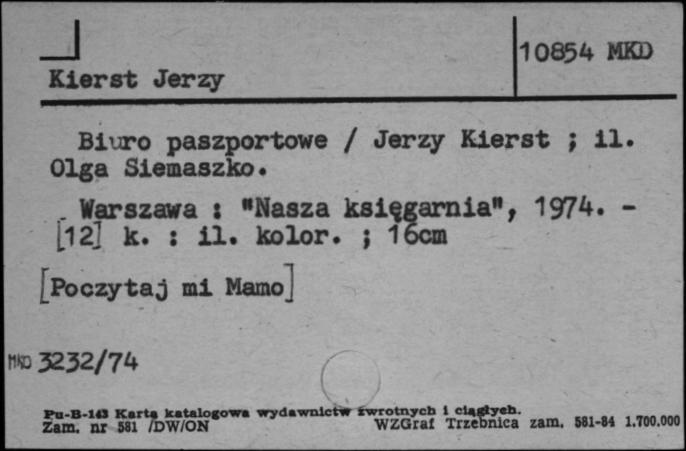 10854 MKD
Kierst Jerzy
Biuro paszportowe / Jerzy Kierst ; il.
Olga Siemaszko.
Warszawa : "Nasza księgarnia", 1974. -
[12] k. : il. kolor. ; 16cm
[Poczytaj mi Mamo]
MKD 3232/74
Pu-B-143 Karta katalogowa wydawnictw zwrotnych i ciągłych.
Zam. nr 581 /DW/ON WZGraf Trzebnica zam. 581-84 1.700.000